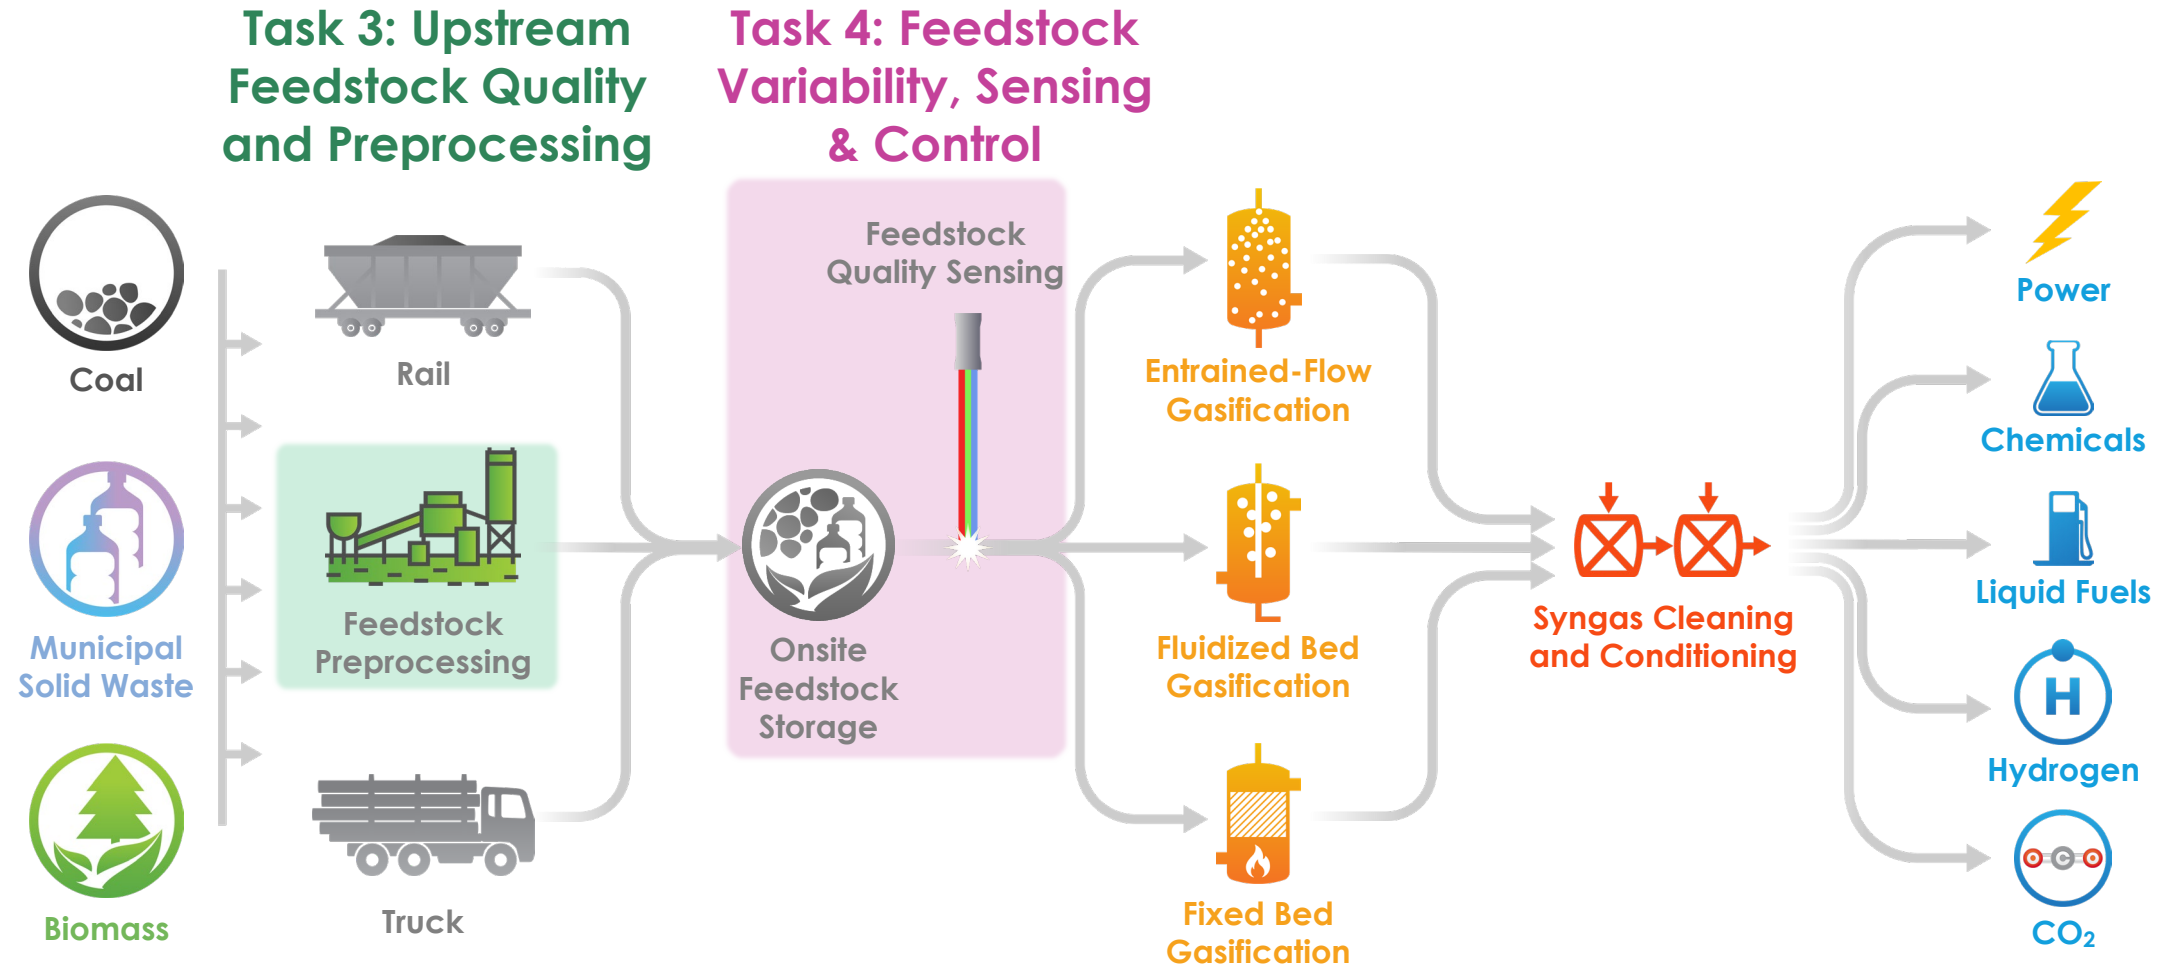 Task 3: Upstream
Feedstock Quality
and Preprocessing
Task 4: Feedstock
Variability, Sensing
& Control
Coal
Municipal
Solid Waste
Biomass
Rail
Feedstock
Preprocessing
Truck
Feedstock
Quality Sensing
Onsite
Feedstock
Storage
Entrained-Flow
Gasification
Fluidized Bed
Gasification
Fixed Bed
Gasification
Syngas Cleaning
and Conditioning
Power
Chemicals
Liquid Fuels
H
Hydrogen
C
CO₂